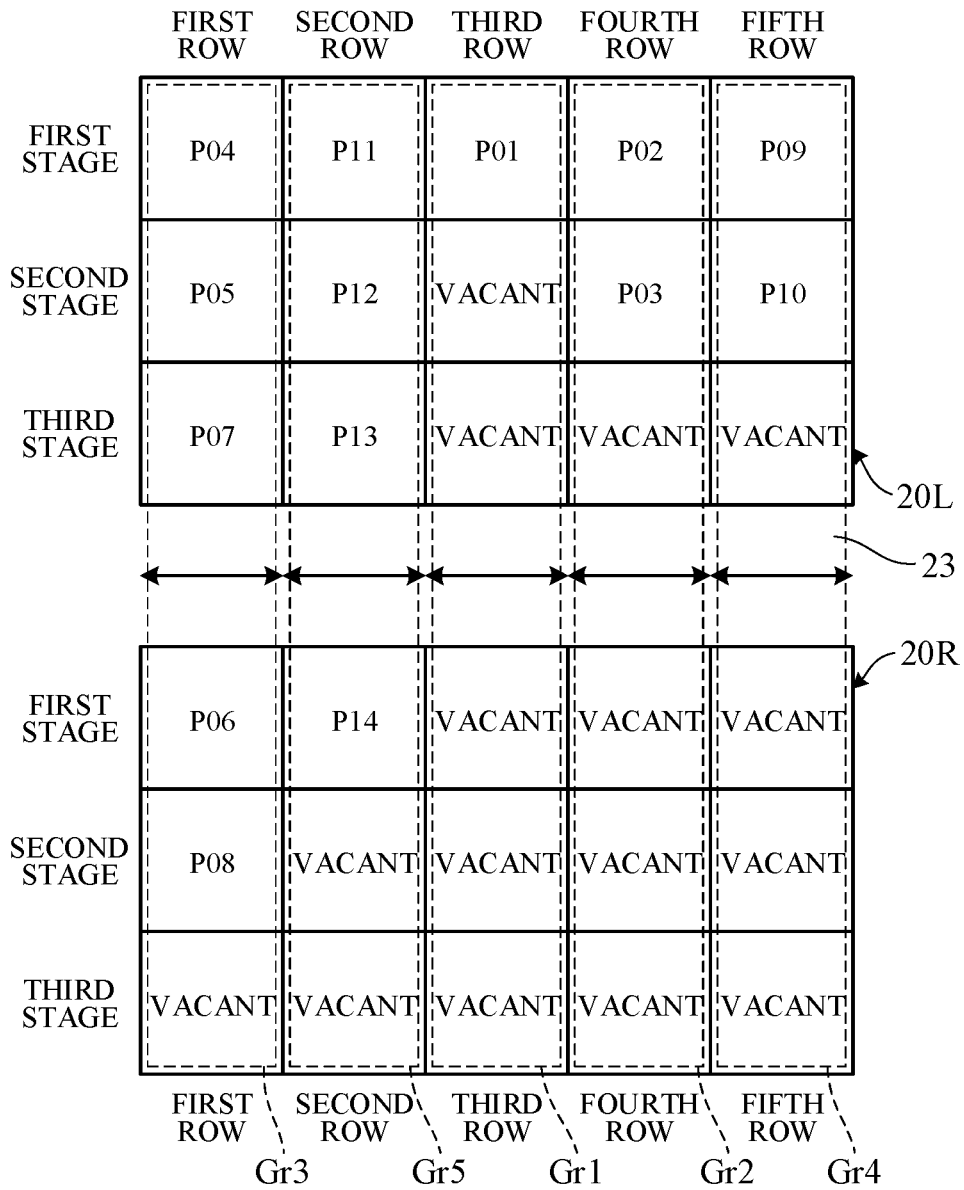 FIRST ROW
SECOND ROW
THIRD ROW
FOURTH ROW
FIFTH ROW
FIRST STAGE
P04 P11 P01 P02 P09
SECOND STAGE
P05 P12 VACANT P03 P10
THIRD STAGE
P07 P13 VACANT VACANT VACANT
20L
23
20R
FIRST STAGE
P06 P14 VACANT VACANT VACANT
SECOND STAGE
P08 VACANT VACANT VACANT VACANT
THIRD STAGE
VACANT VACANT VACANT VACANT VACANT
FIRST ROW
SECOND ROW
THIRD ROW
FOURTH ROW
FIFTH ROW
Gr3 Gr5 Gr1 Gr2 Gr4